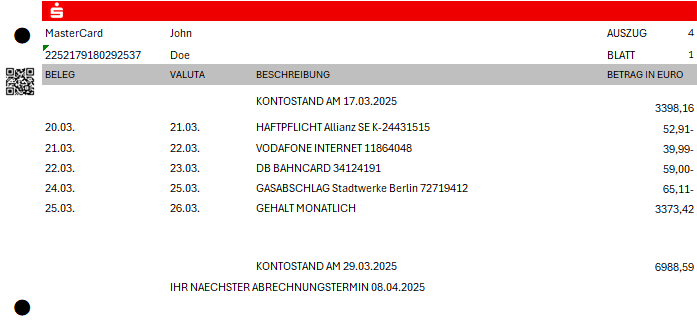 MasterCard John AUSZUG 4
2252179180292537 Doe BLATT 1
BELEG VALUTA BESCHREIBUNG BETRAG IN EURO
KONTOSTAND AM 17.03.2025 3398,16
20.03. 21.03. HAFTPFLICHT Allianz SE K-24431515 52,91-
21.03. 22.03. VODAFONE INTERNET 11864048 39,99-
22.03. 23.03. DB BAHNCARD 34124191 59,00-
24.03. 25.03. GASABSCHLAG Stadtwerke Berlin 72719412 65,11-
25.03. 26.03. GEHALT MONATLICH 3373,42
KONTOSTAND AM 29.03.2025 6988,59
IHR NAECHSTER ABRECHNUNGSTERMIN 08.04.2025